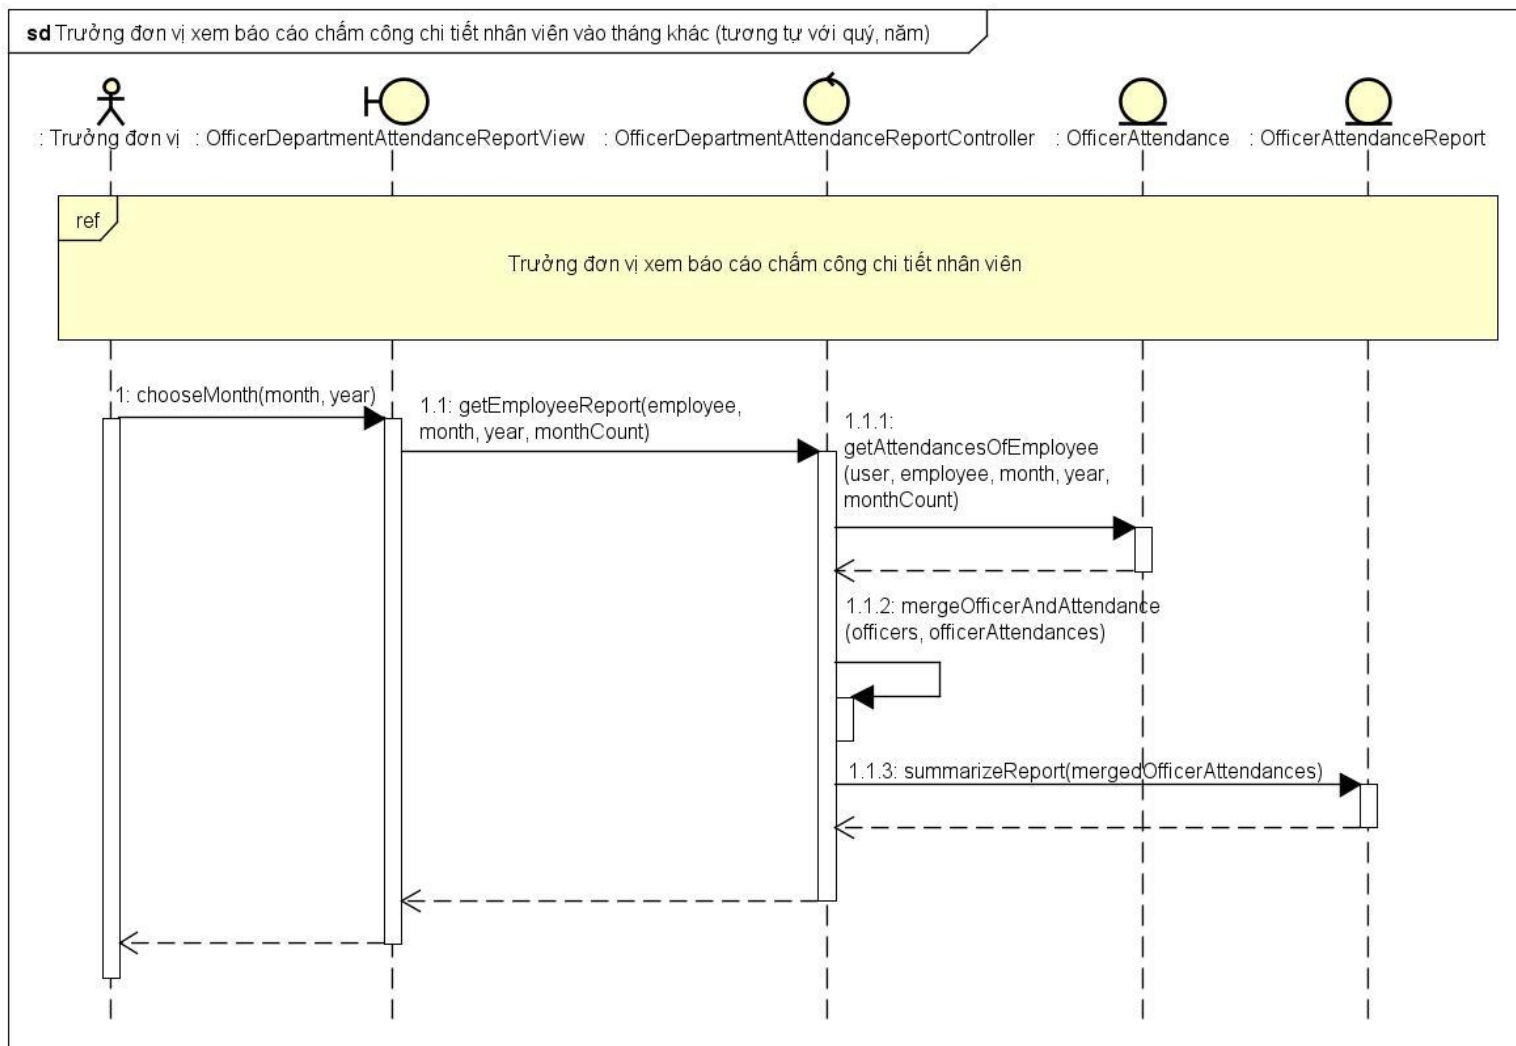 sd Trưởng đơn vị xem báo cáo chấm công chi tiết nhân viên vào tháng khác (tương tự với quý, năm)
: Trưởng đơn vị
: OfficerDepartmentAttendanceReportView
: OfficerDepartmentAttendanceReportController
: OfficerAttendance
: OfficerAttendanceReport
ref
Trưởng đơn vị xem báo cáo chấm công chi tiết nhân viên
1: chooseMonth(month, year)
1.1: getEmployeeReport(employee,
month, year, monthCount)
1.1.1:
getAttendancesOfEmployee
(user, employee, month, year,
monthCount)
1.1.2: mergeOfficerAndAttendance
(officers, officerAttendances)
1.1.3: summarizeReport(mergedOfficerAttendances)